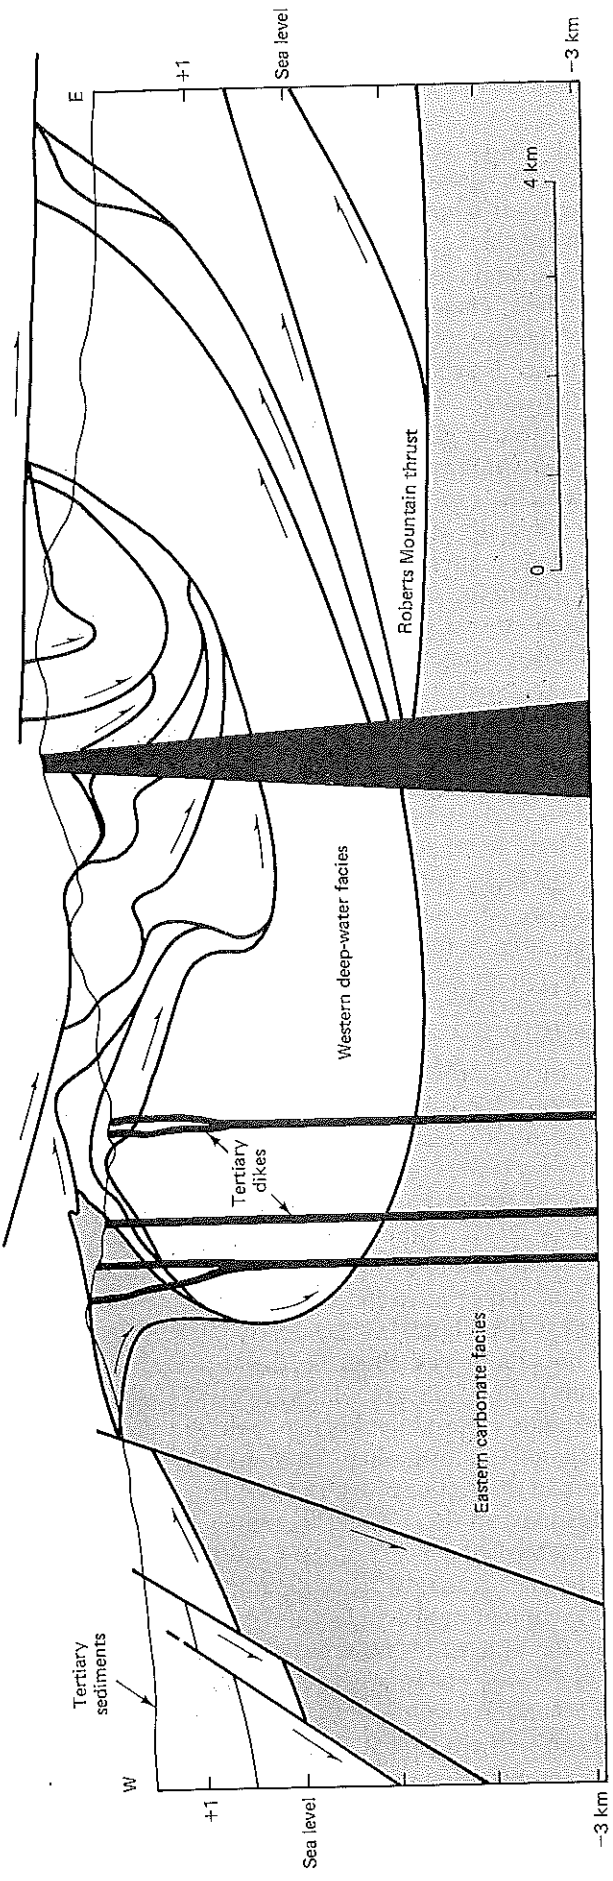 W
E
+1
Sea level
−3 km
+1
Sea level
−3 km
Tertiary
sediments
Tertiary
dikes
Western deep-water facies
Roberts Mountain thrust
Eastern carbonate facies
0
4 km